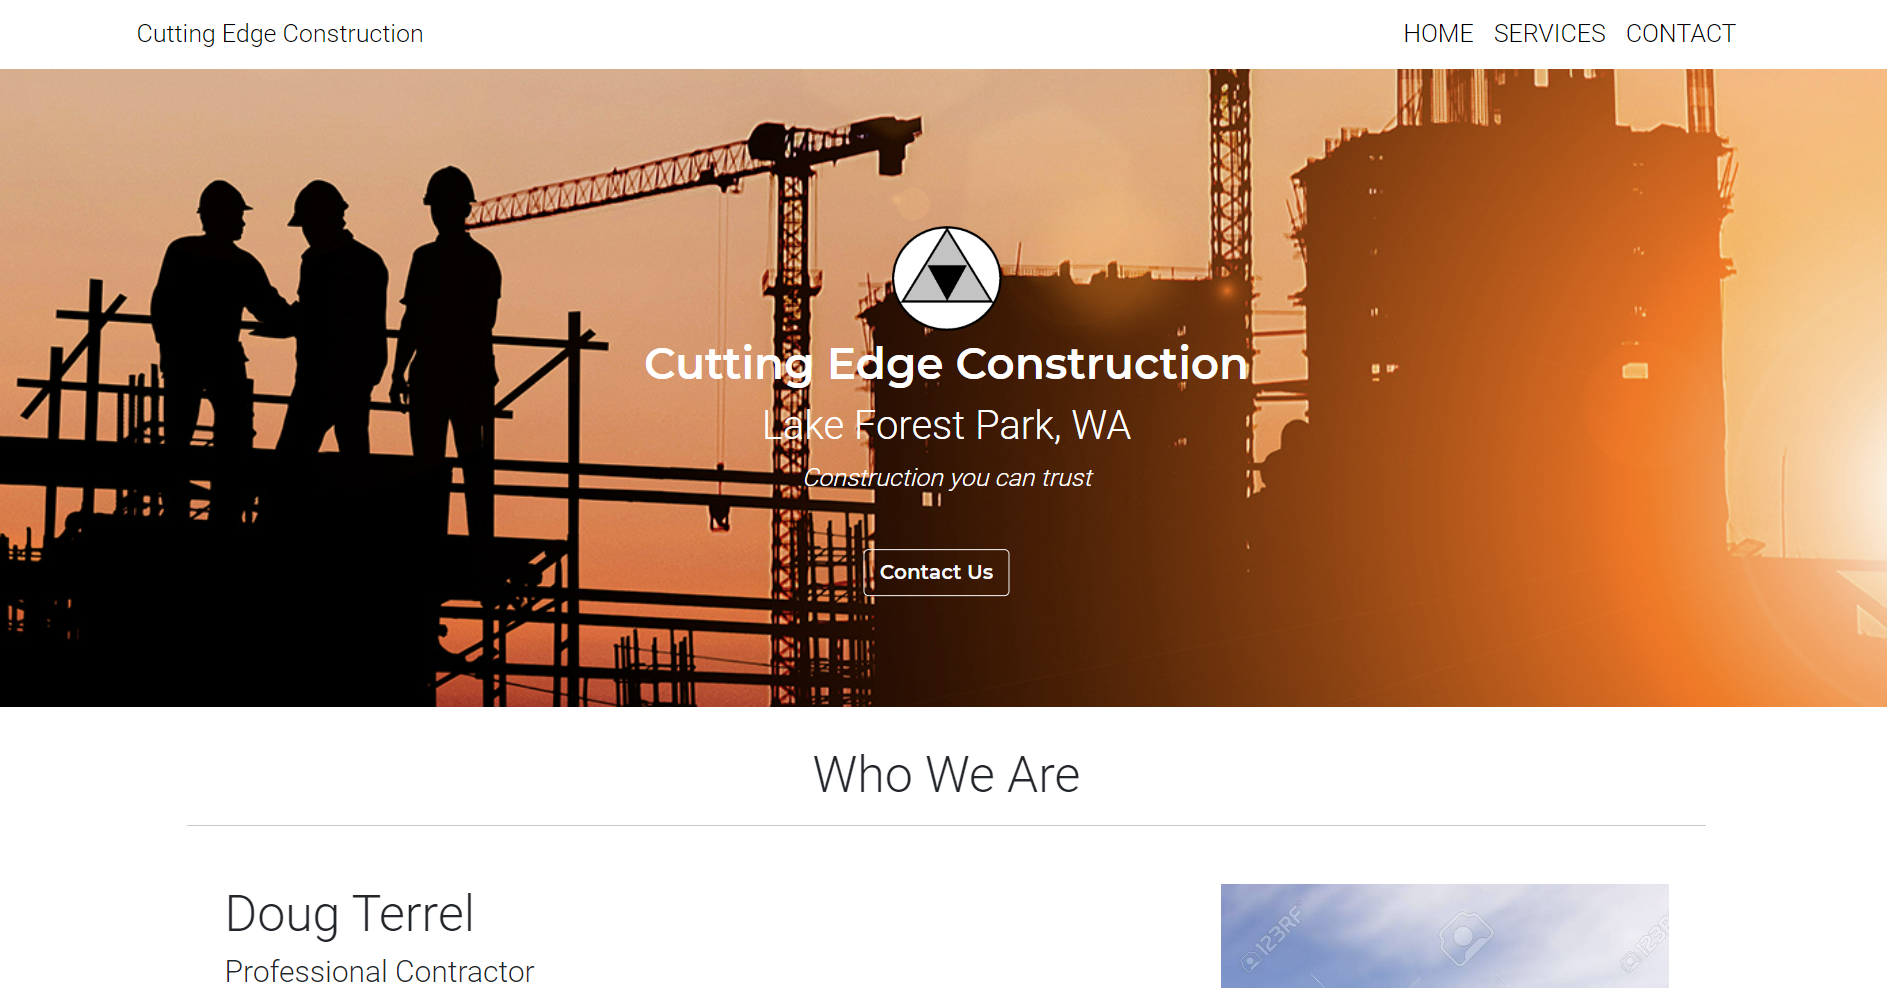 Cutting Edge Construction
HOME SERVICES CONTACT
Cutting Edge Construction
Lake Forest Park, WA
Construction you can trust
Contact Us
Who We Are
Doug Terrel
Professional Contractor
123RF
123RF